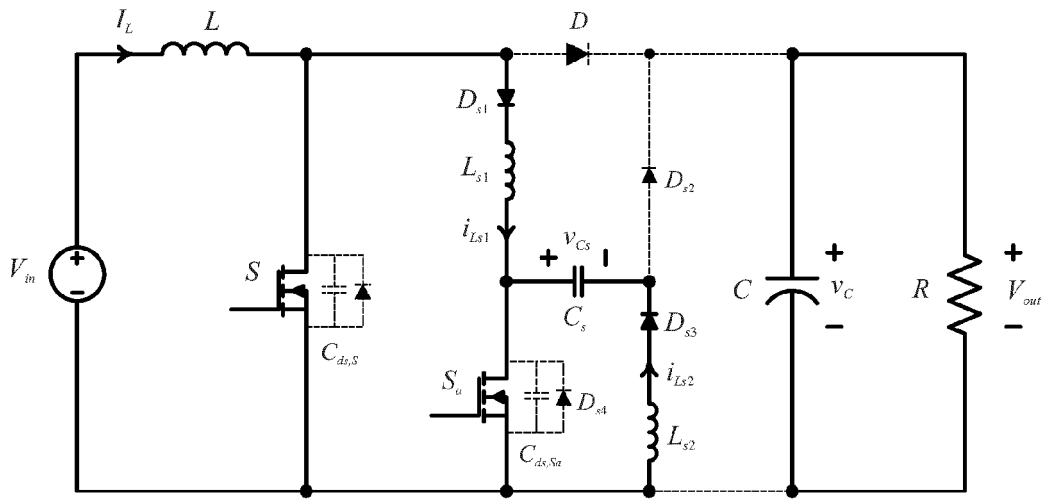 I_L
L
D
D_s1
L_s1
D_s2
i_Ls1
+ v_Cs −
V_in
+
−
S
C_s
C
+
v_C
−
R
+
V_out
−
C_ds,S
D_s3
S_a
D_s4
i_Ls2
L_s2
C_ds,Sa